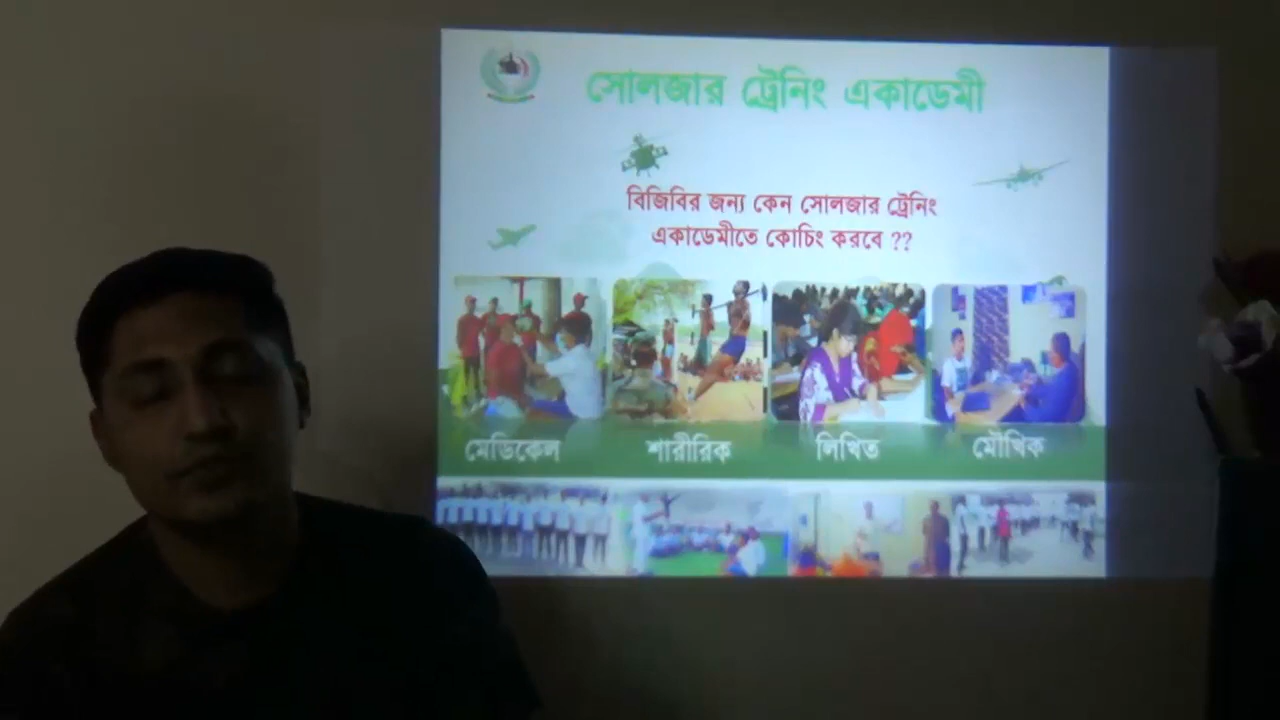 সোলজার ট্রেনিং একাডেমী
বিজিবির জন্য কেন সোলজার ট্রেনিং
একাডেমীতে কোচিং করবে ??
মেডিকেল
শারীরিক
লিখিত
মৌখিক